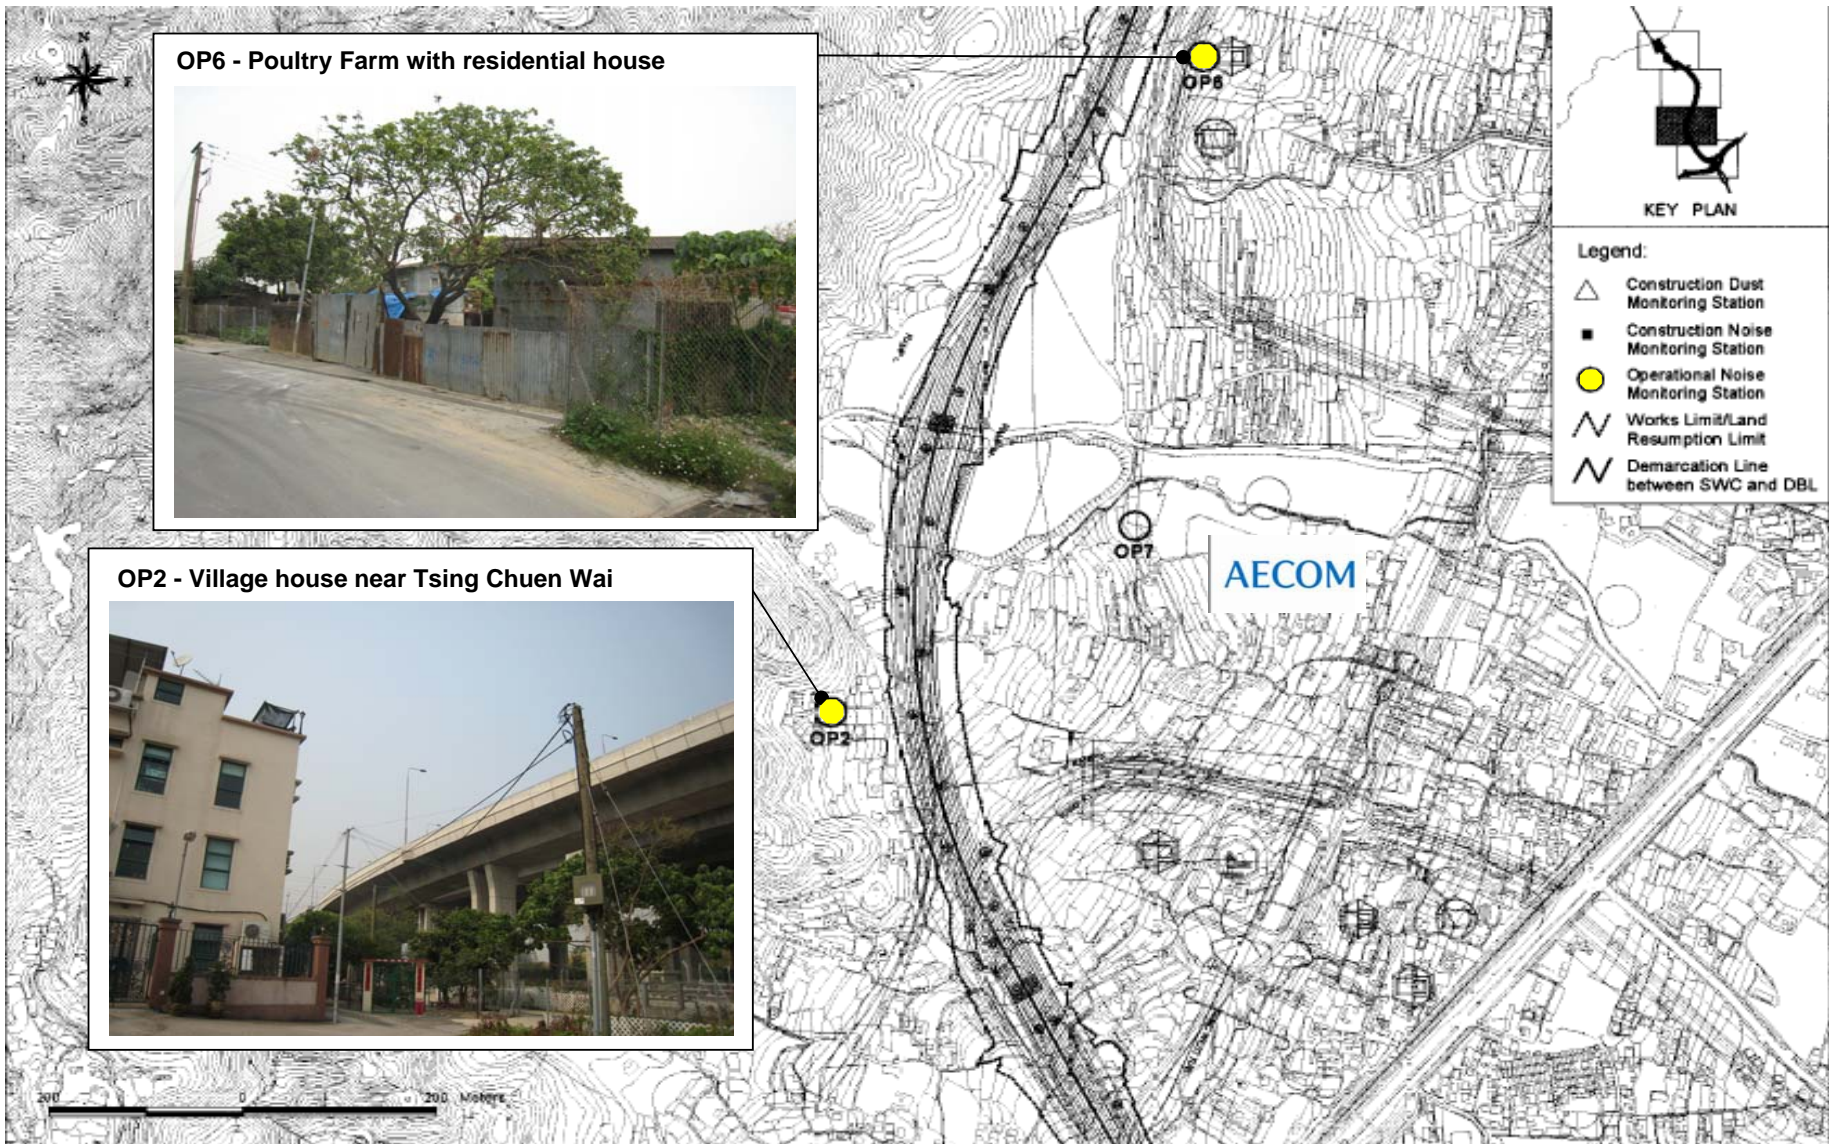 N
W
E
S
OP6 - Poultry Farm with residential house
OP6
KEY PLAN
Legend:
Construction Dust
Monitoring Station
Construction Noise
Monitoring Station
Operational Noise
Monitoring Station
Works Limit/Land
Resumption Limit
Demarcation Line
between SWC and DBL
OP7
AECOM
OP2 - Village house near Tsing Chuen Wai
OP2
200 0 200 Meters